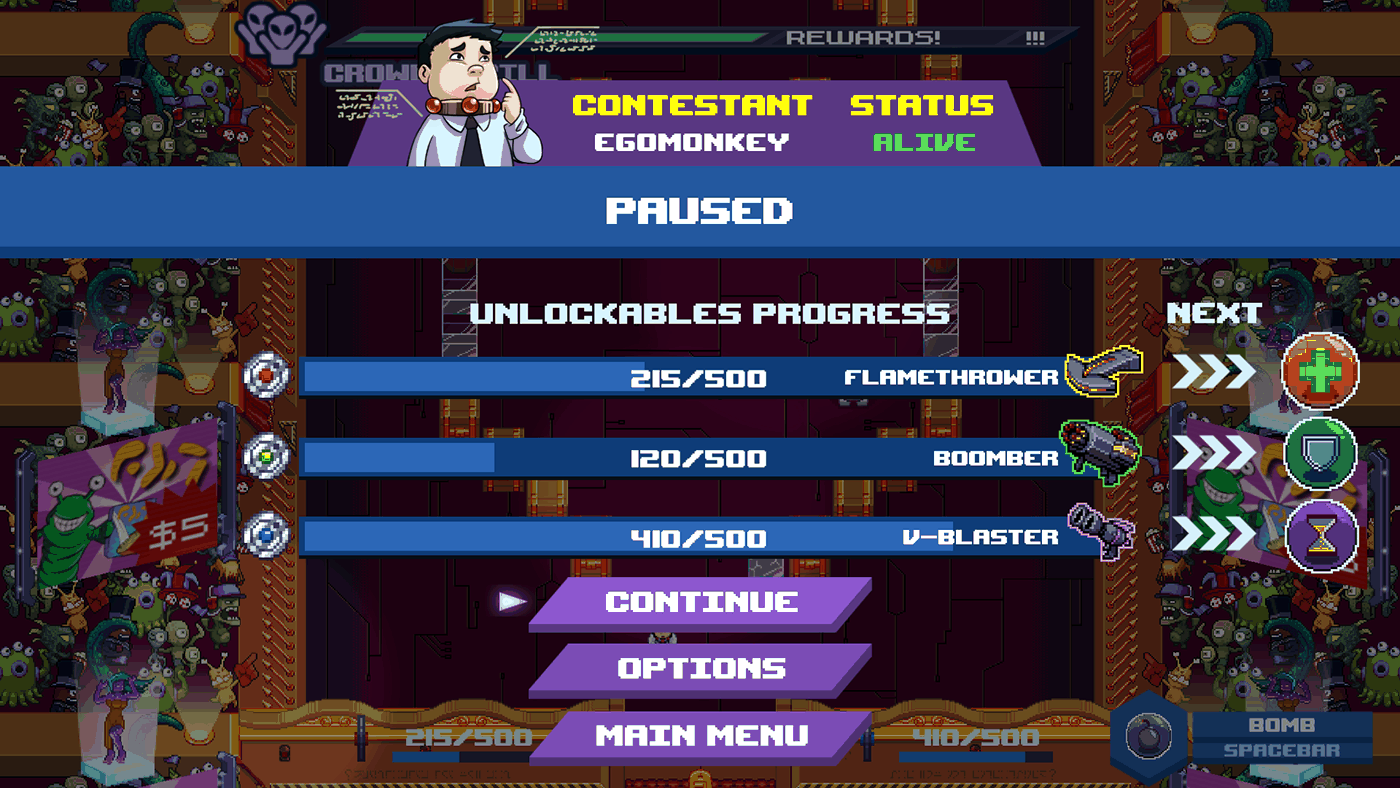 REWARDS! !!!
CONTESTANT STATUS
EGOMONKEY ALIVE
PAUSED
UNLOCKABLES PROGRESS NEXT
215/500 FLAMETHROWER
120/500 BOOMBER
$5
410/500 V-BLASTER
CONTINUE
OPTIONS
MAIN MENU
215/500 410/500
BOMB
SPACEBAR